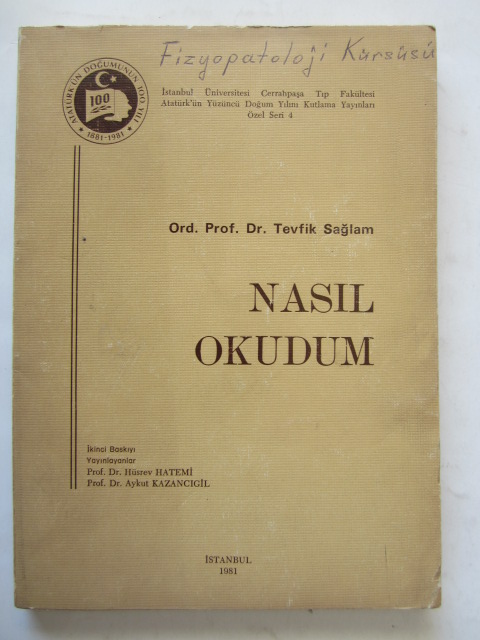 Fizyopatoloji Kürsüsü
ATATÜRK'ÜN DOĞUMUNUN 100.YILI
100
1881-1981
İstanbul Üniversitesi Cerrahpaşa Tıp Fakültesi
Atatürk'ün Yüzüncü Doğum Yılını Kutlama Yayınları
Özel Seri 4
Ord. Prof. Dr. Tevfik Sağlam
NASIL
OKUDUM
İkinci Baskıyı
Yayınlayanlar
Prof. Dr. Hüsrev HATEMİ
Prof. Dr. Aykut KAZANCIGİL
İSTANBUL
1981